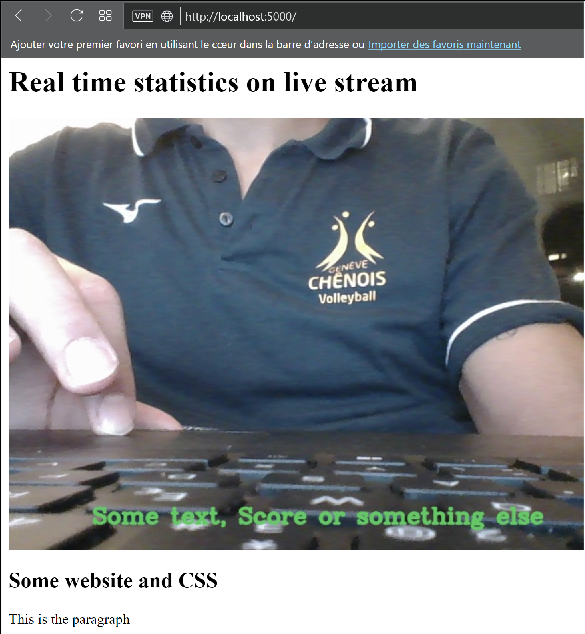 VPN
http://localhost:5000/
Ajouter votre premier favori en utilisant le cœur dans la barre d'adresse ou Importer des favoris maintenant
Real time statistics on live stream
GENÈVE
CHÊNOIS
Volleyball
Some text, Score or something else
Some website and CSS
This is the paragraph